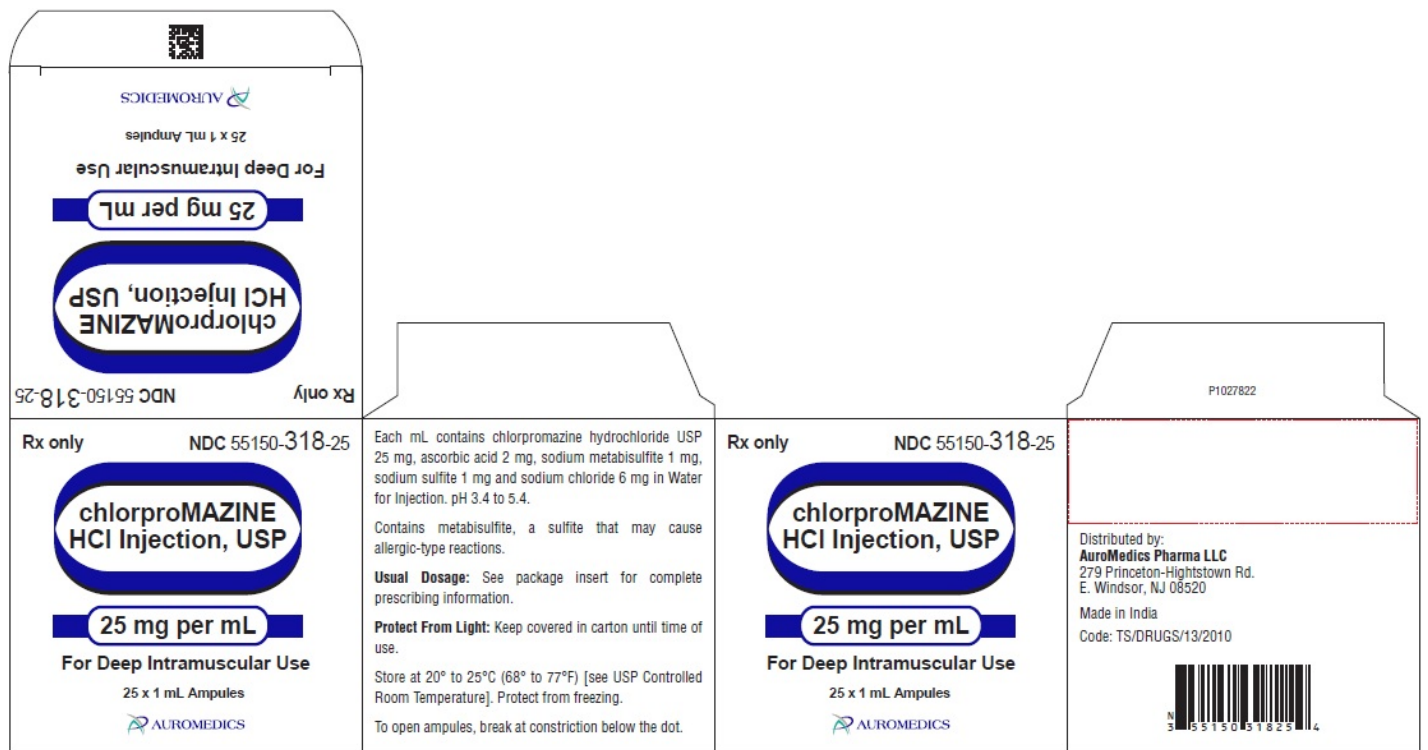 AUROMEDICS
25 x 1 mL Ampules
For Deep Intramuscular Use
25 mg per mL
HCl Injection, USP
chlorproMAZINE
Rx only NDC 55150-318-25
Rx only NDC 55150-318-25
chlorproMAZINE
HCl Injection, USP
25 mg per mL
For Deep Intramuscular Use
25 x 1 mL Ampules
AUROMEDICS
Each mL contains chlorpromazine hydrochloride USP
25 mg, ascorbic acid 2 mg, sodium metabisulfite 1 mg,
sodium sulfite 1 mg and sodium chloride 6 mg in Water
for Injection. pH 3.4 to 5.4.
Contains metabisulfite, a sulfite that may cause
allergic-type reactions.
Usual Dosage: See package insert for complete
prescribing information.
Protect From Light: Keep covered in carton until time of
use.
Store at 20° to 25°C (68° to 77°F) [see USP Controlled
Room Temperature]. Protect from freezing.
To open ampules, break at constriction below the dot.
Rx only NDC 55150-318-25
chlorproMAZINE
HCl Injection, USP
25 mg per mL
For Deep Intramuscular Use
25 x 1 mL Ampules
AUROMEDICS
P1027822
Distributed by:
AuroMedics Pharma LLC
279 Princeton-Hightstown Rd.
E. Windsor, NJ 08520
Made in India
Code: TS/DRUGS/13/2010
N
3 55150 31825 4